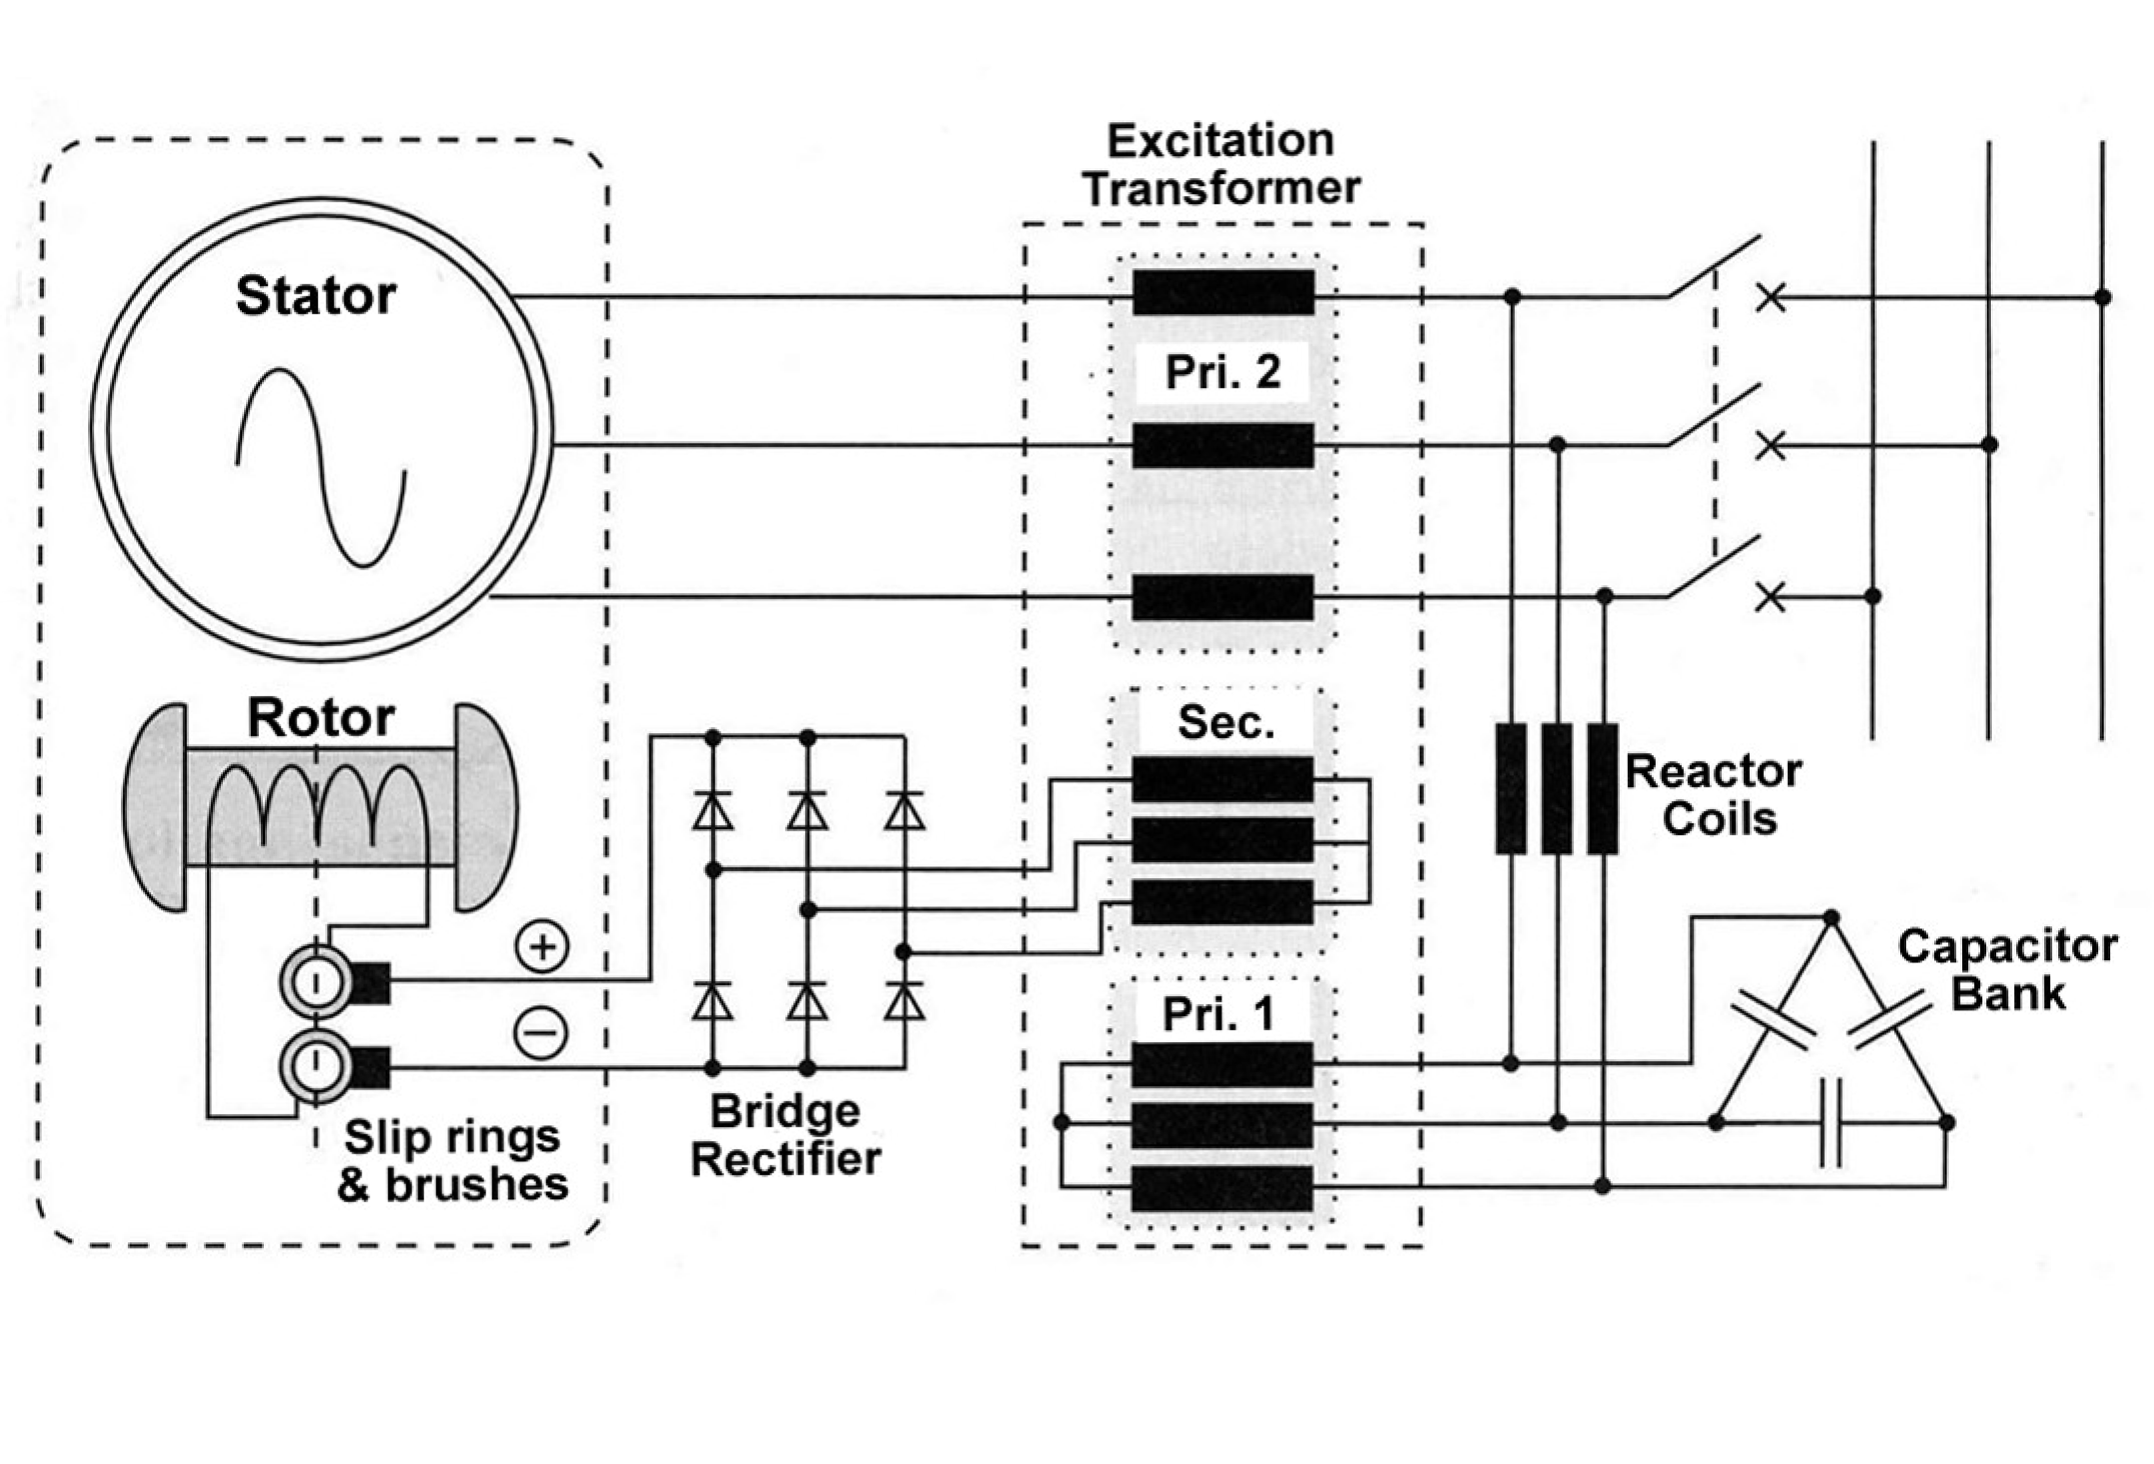 Excitation
Transformer
Stator
Pri. 2
Rotor
Sec.
Reactor
Coils
Capacitor
Bank
+
Pri. 1
−
Bridge
Rectifier
Slip rings
& brushes